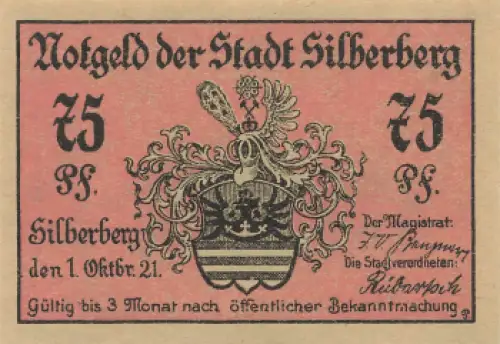 Notgeld der Stadt Silberberg
75 75
Pf. Pf.
Silberberg
den 1. Oktbr. 21.
Der Magistrat:
Die Stadtverordneten:
Gültig bis 3 Monat nach öffentlicher Bekanntmachung